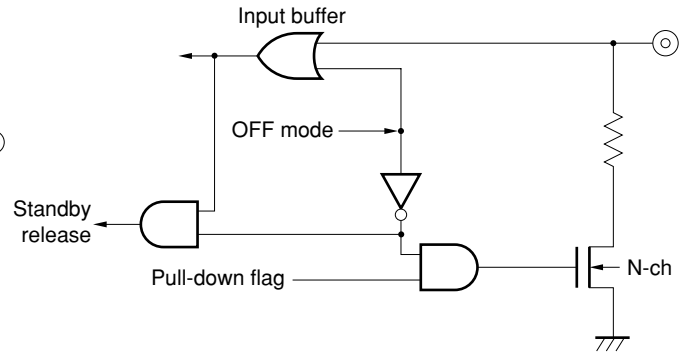 Input buffer
OFF mode
Standby
release
Pull-down flag
N-ch